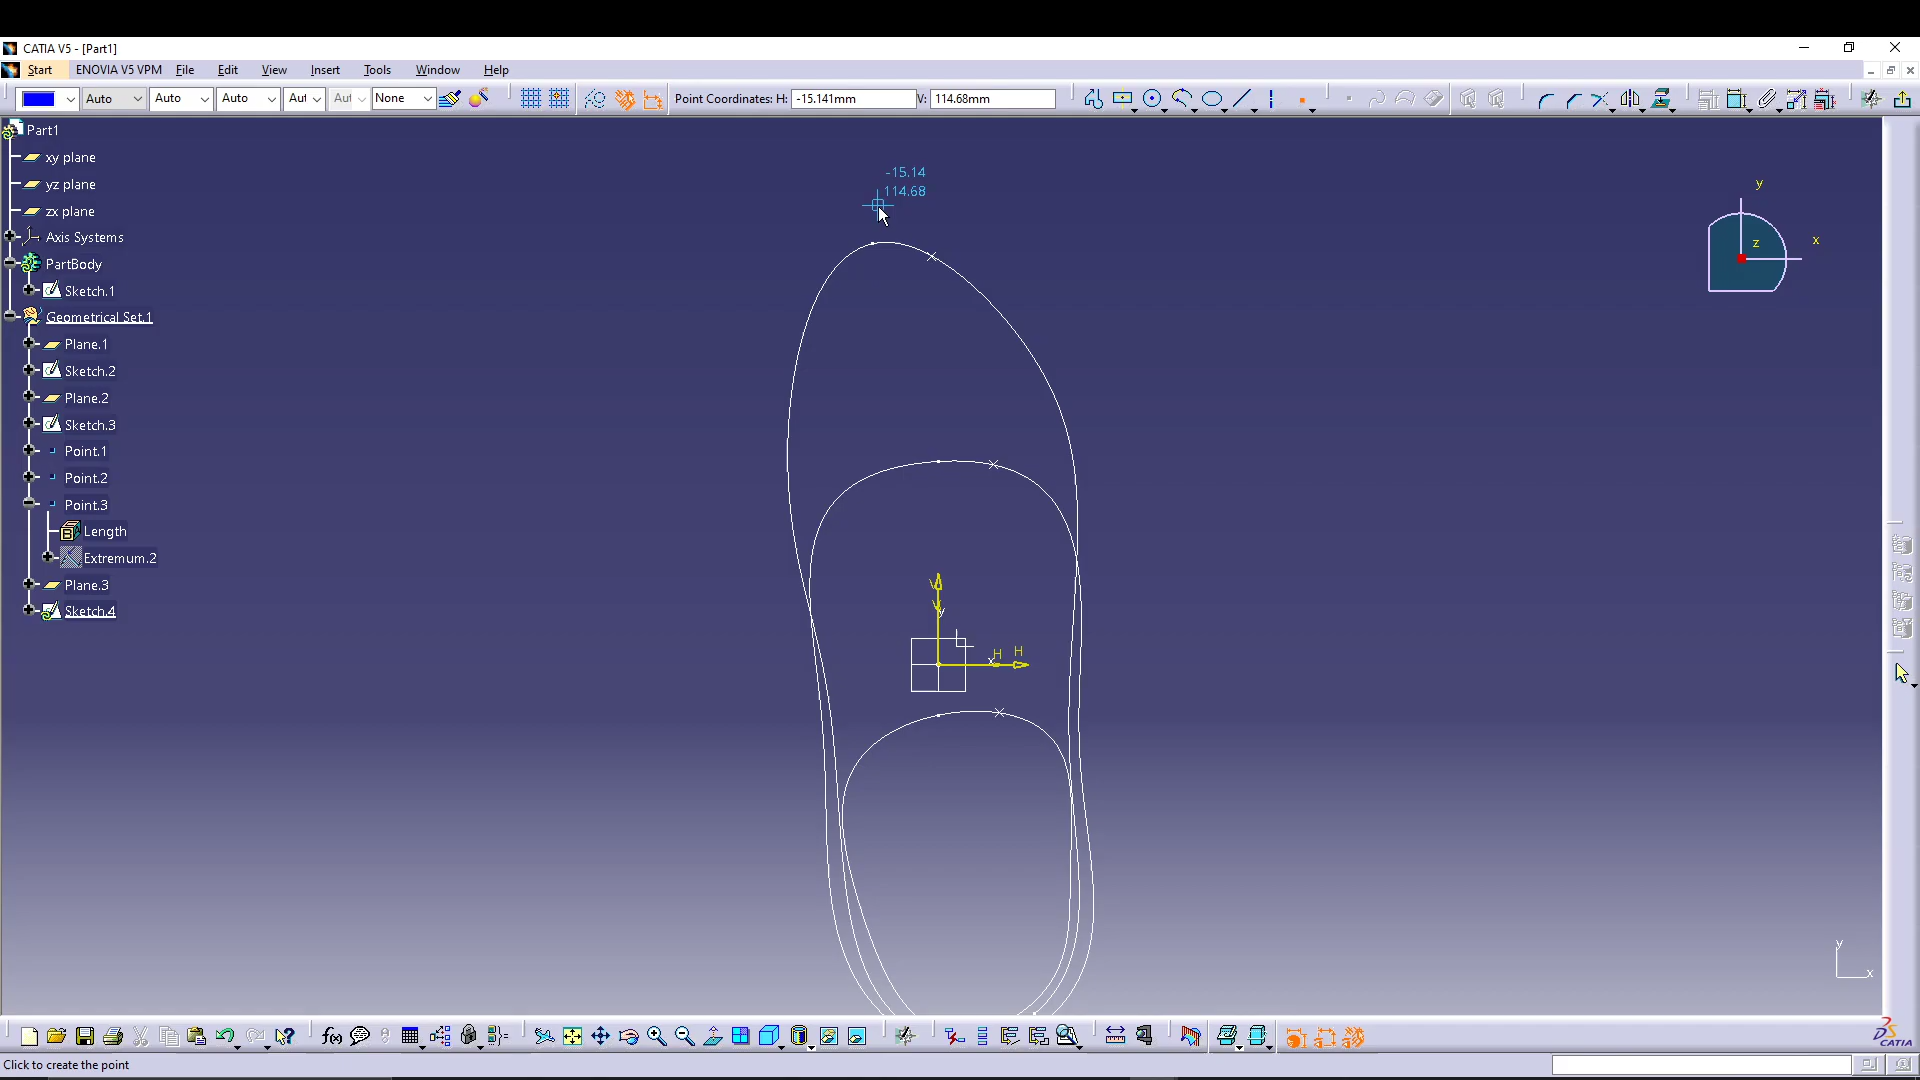 CATIA V5 - [Part1]
Start ENOVIA V5 VPM File Edit View Insert Tools Window Help
Auto Auto Auto Aut Aut None Point Coordinates: H: -15.141mm V: 114.68mm
Part1
xy plane
yz plane
zx plane
Axis Systems
PartBody
Sketch.1
Geometrical Set.1
Plane.1
Sketch.2
Plane.2
Sketch.3
Point.1
Point.2
Point.3
Length
Extremum.2
Plane.3
Sketch.4
-15.14
114.68
y
x
z
V
V
y
H
H
x
y
x
f(x)
CATIA
Click to create the point